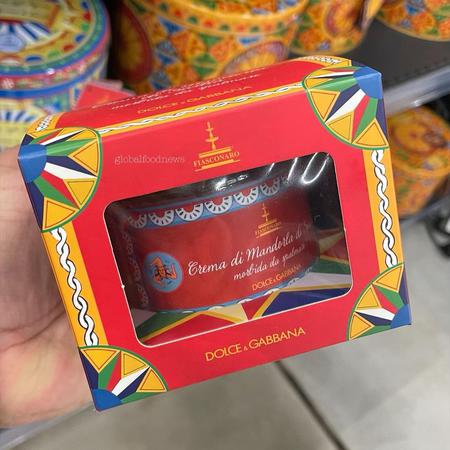 DOLCE & GABBANA
FIASCONARO
globalfoodnews
FIASCONARO
Crema di Mandorla di
morbida da spalmare
DOLCE & GABBANA
DOLCE & GABBANA